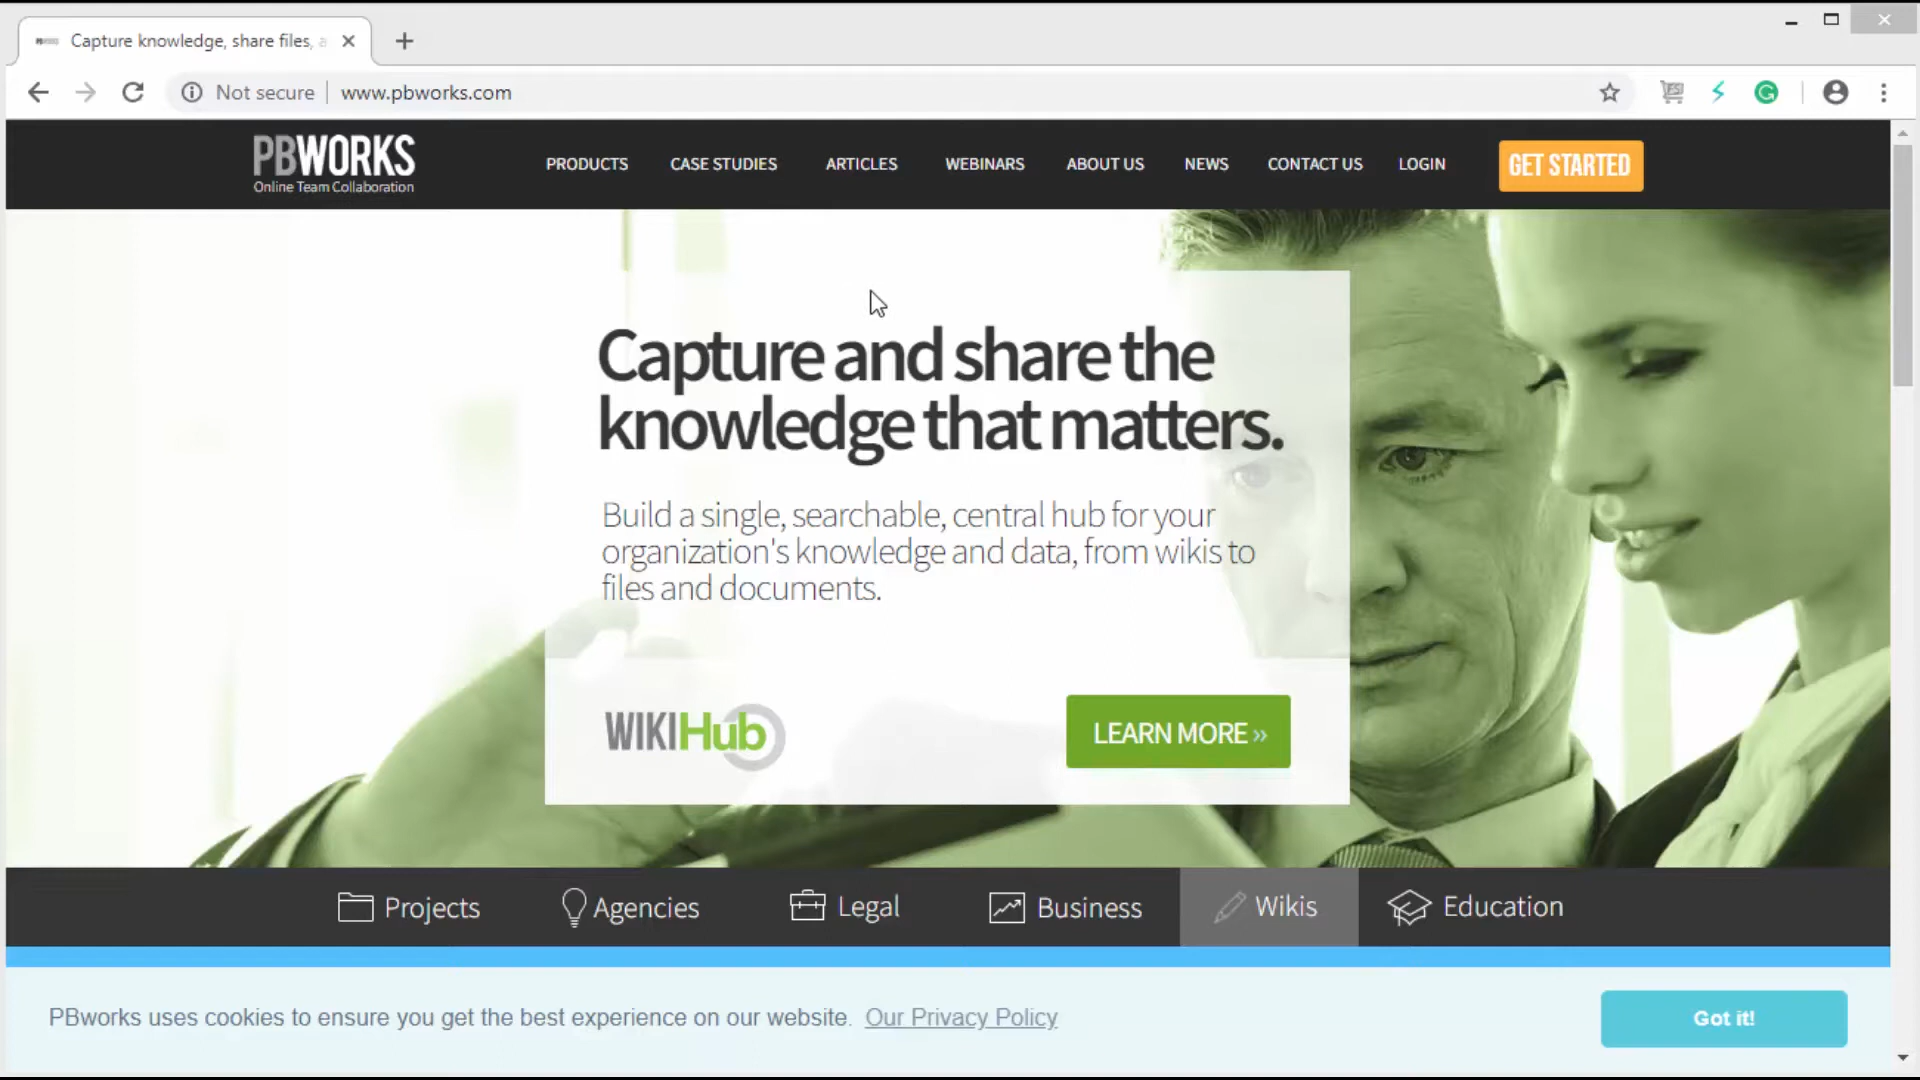 Capture knowledge, share files, a
Not secure
www.pbworks.com
PBWORKS
Online Team Collaboration
PRODUCTS
CASE STUDIES
ARTICLES
WEBINARS
ABOUT US
NEWS
CONTACT US
LOGIN
GET STARTED
Capture and share the
knowledge that matters.
Build a single, searchable, central hub for your
organization's knowledge and data, from wikis to
files and documents.
WIKIHub
LEARN MORE »
Projects
Agencies
Legal
Business
Wikis
Education
PBworks uses cookies to ensure you get the best experience on our website. Our Privacy Policy
Got it!